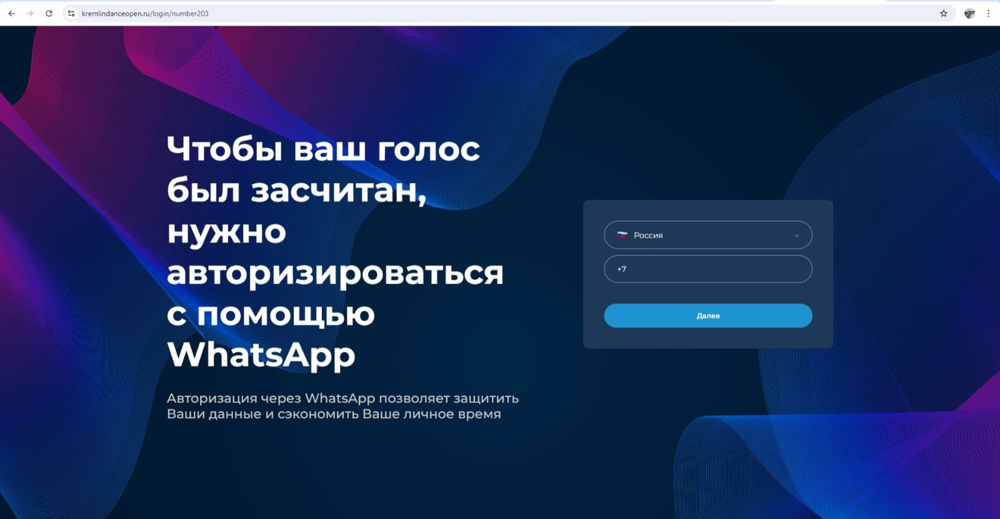 kremlindanceopen.ru/login/number203
Чтобы ваш голос
был засчитан,
нужно
авторизироваться
с помощью
WhatsApp
Авторизация через WhatsApp позволяет защитить
Ваши данные и сэкономить Ваше личное время
Россия
+7
Далее